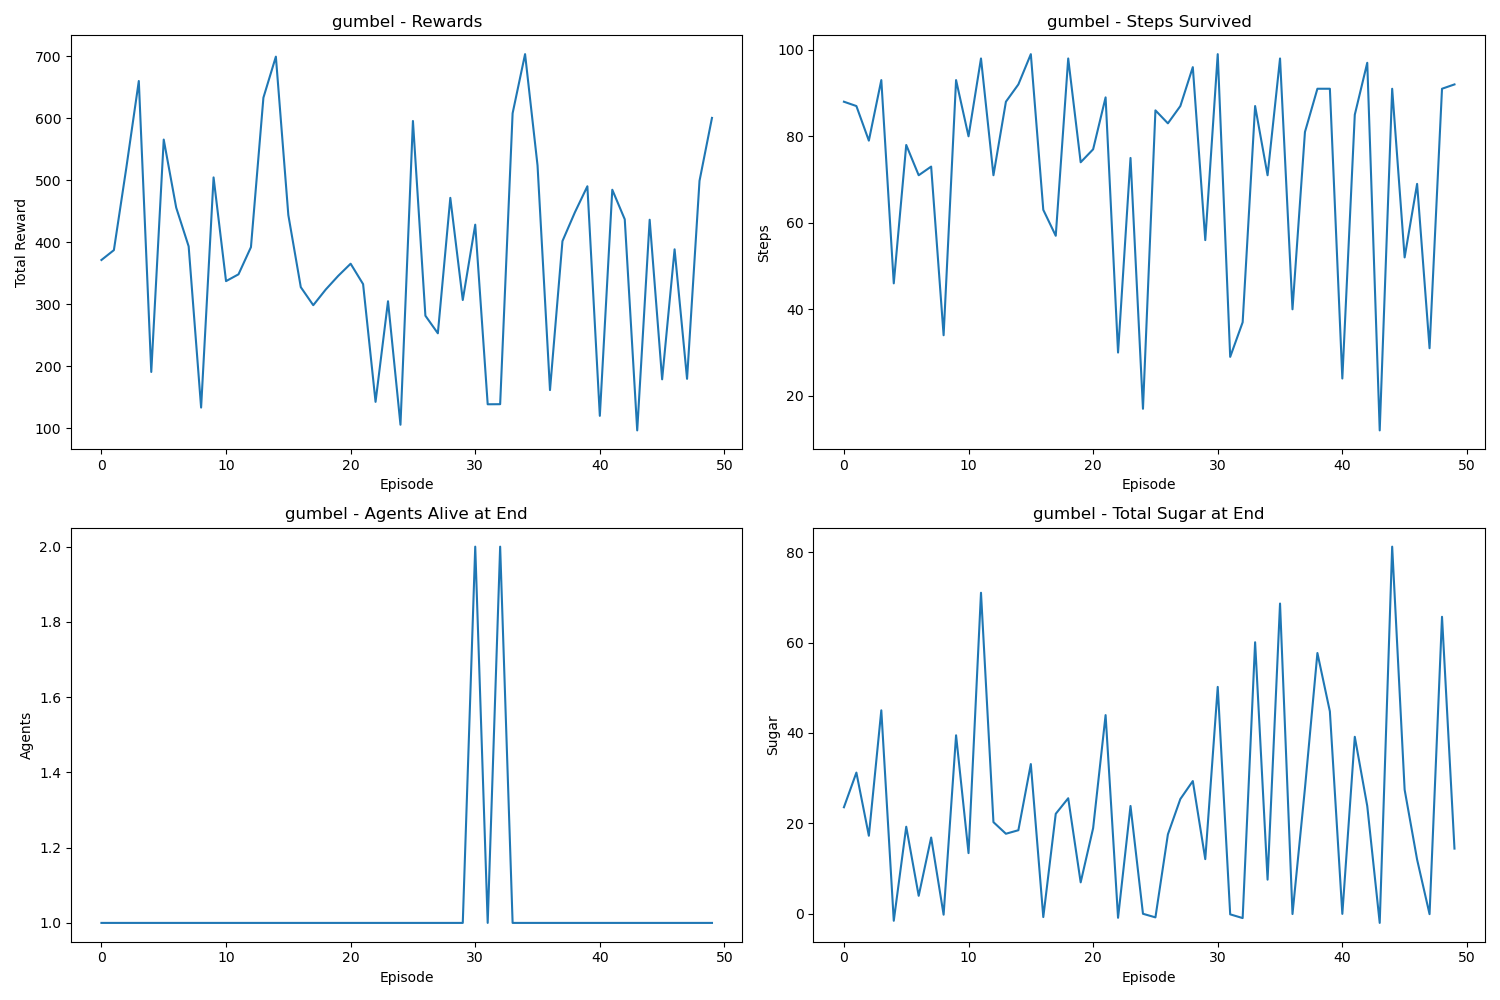 gumbel - Rewards
Total Reward
700
600
500
400
300
200
100
0 10 20 30 40 50
Episode
gumbel - Steps Survived
Steps
100
80
60
40
20
0 10 20 30 40 50
Episode
gumbel - Agents Alive at End
Agents
2.0
1.8
1.6
1.4
1.2
1.0
0 10 20 30 40 50
Episode
gumbel - Total Sugar at End
Sugar
80
60
40
20
0
0 10 20 30 40 50
Episode